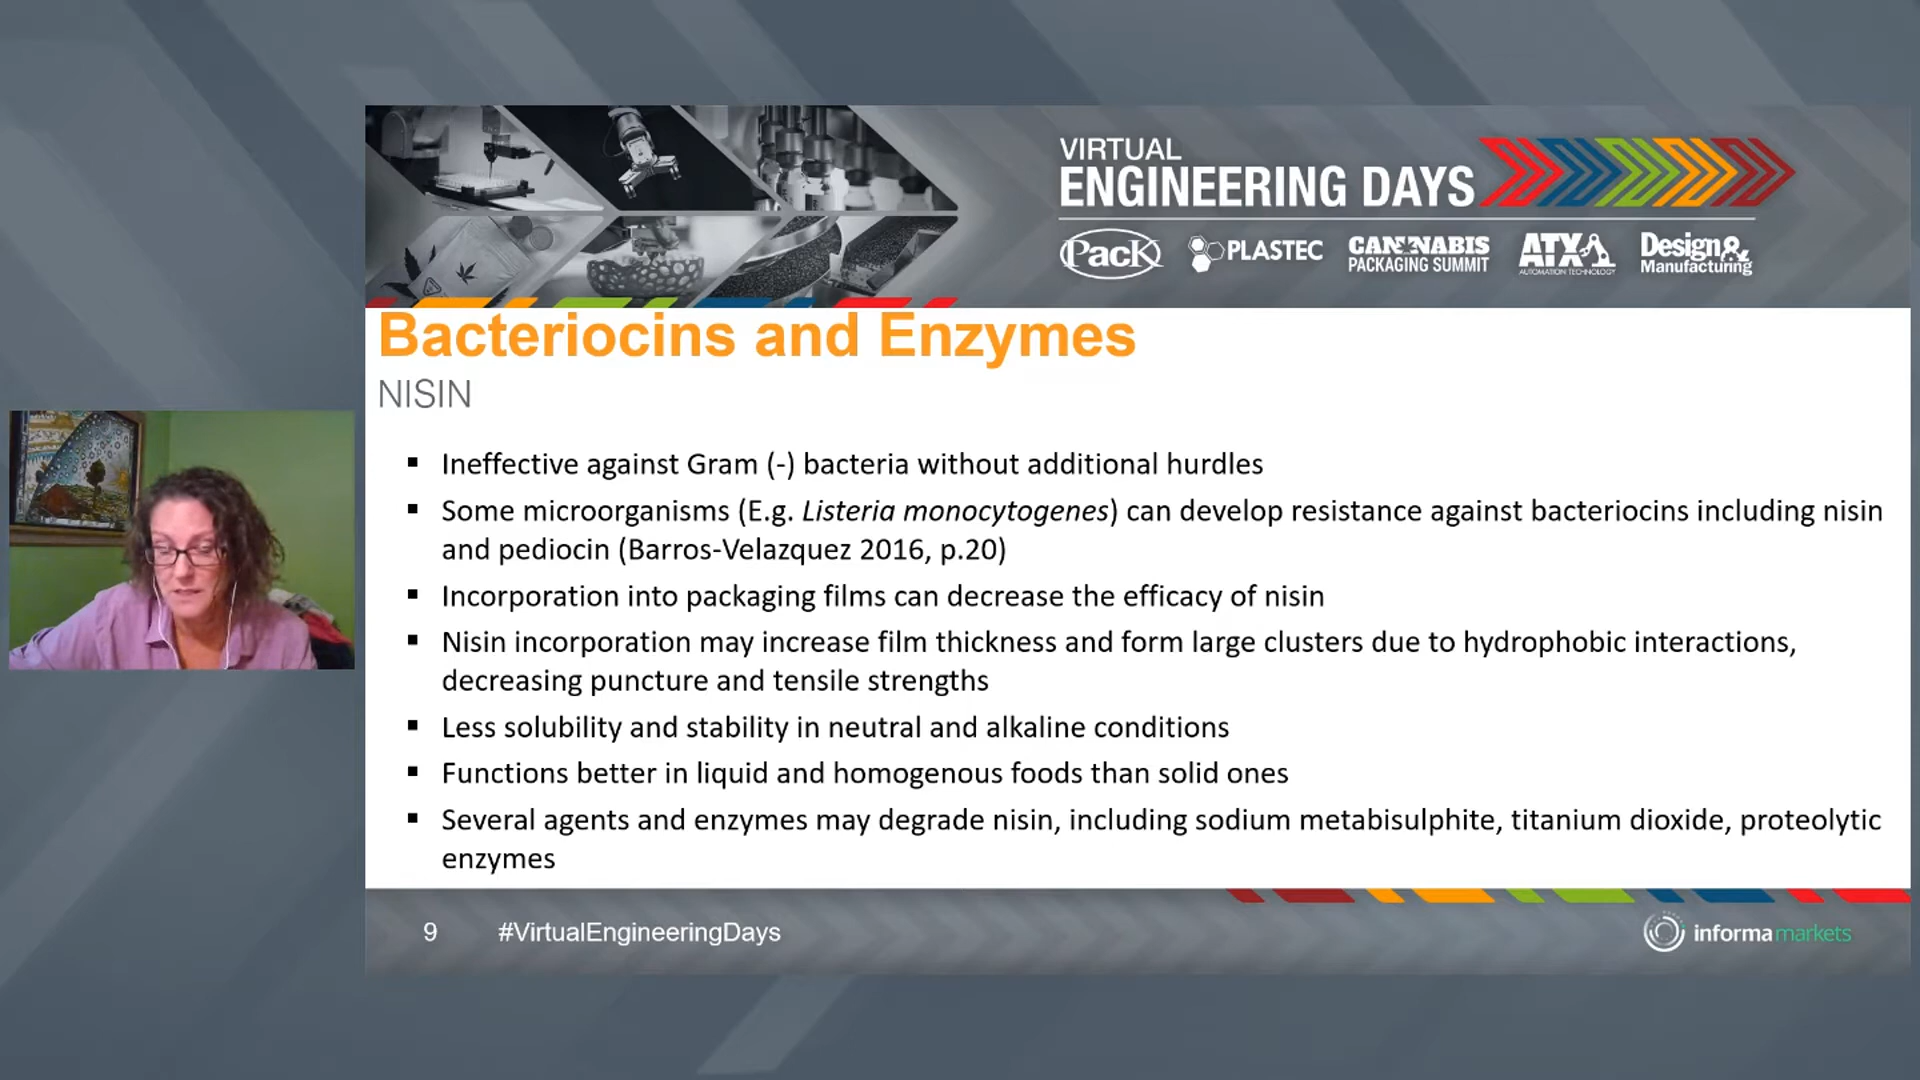 VIRTUAL
ENGINEERING DAYS
PACK
PLASTEC
CANNABIS
PACKAGING SUMMIT
ATX
AUTOMATION TECHNOLOGY
Design&
Manufacturing
Bacteriocins and Enzymes
NISIN
▪ Ineffective against Gram (-) bacteria without additional hurdles
▪ Some microorganisms (E.g. Listeria monocytogenes) can develop resistance against bacteriocins including nisin
and pediocin (Barros-Velazquez 2016, p.20)
▪ Incorporation into packaging films can decrease the efficacy of nisin
▪ Nisin incorporation may increase film thickness and form large clusters due to hydrophobic interactions,
decreasing puncture and tensile strengths
▪ Less solubility and stability in neutral and alkaline conditions
▪ Functions better in liquid and homogenous foods than solid ones
▪ Several agents and enzymes may degrade nisin, including sodium metabisulphite, titanium dioxide, proteolytic
enzymes
9 #VirtualEngineeringDays
informa markets